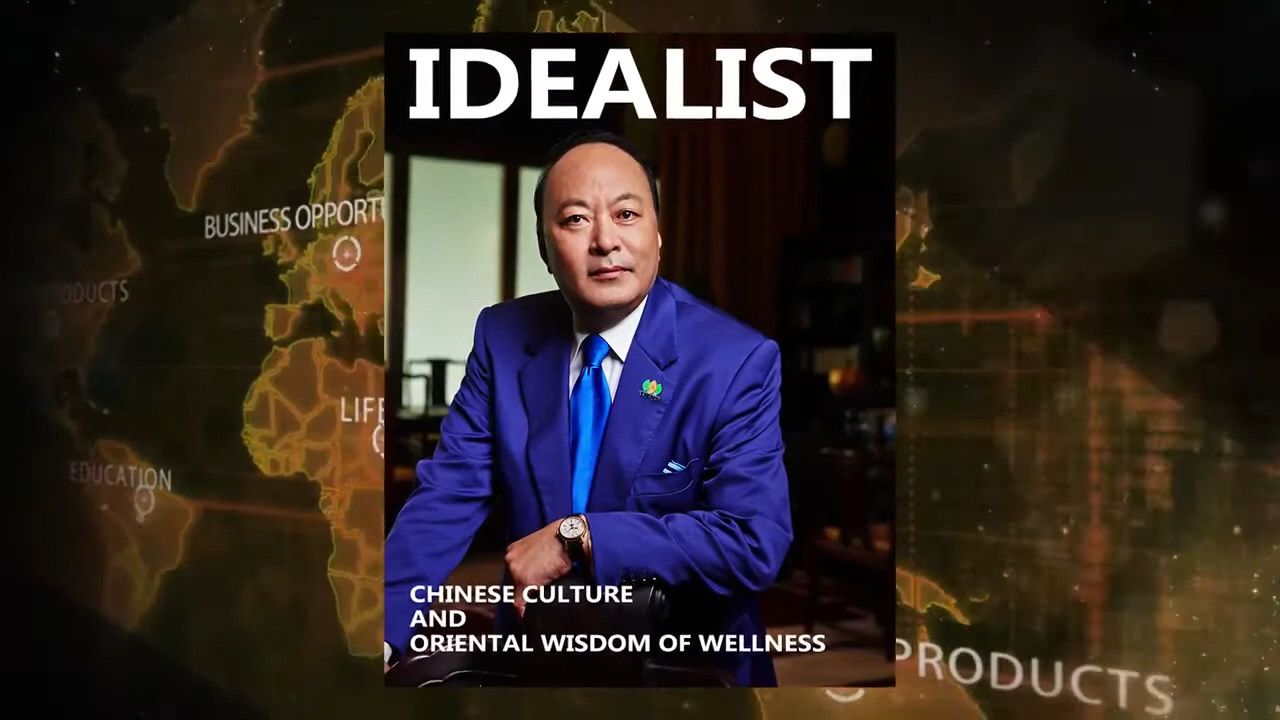 IDEALIST
BUSINESS OPPORT
LIFE
EDUCATION
CHINESE CULTURE
AND
ORIENTAL WISDOM OF WELLNESS
PRODUCTS